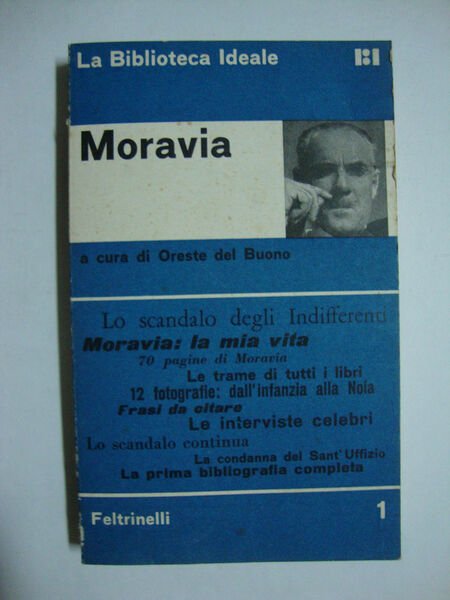 La Biblioteca Ideale BI
Moravia
a cura di Oreste del Buono
Lo scandalo degli Indifferenti
Moravia: la mia vita
70 pagine di Moravia
Le trame di tutti i libri
12 fotografie: dall'infanzia alla Noia
Frasi da citare
Le interviste celebri
Lo scandalo continua
La condanna del Sant'Uffizio
La prima bibliografia completa
Feltrinelli 1